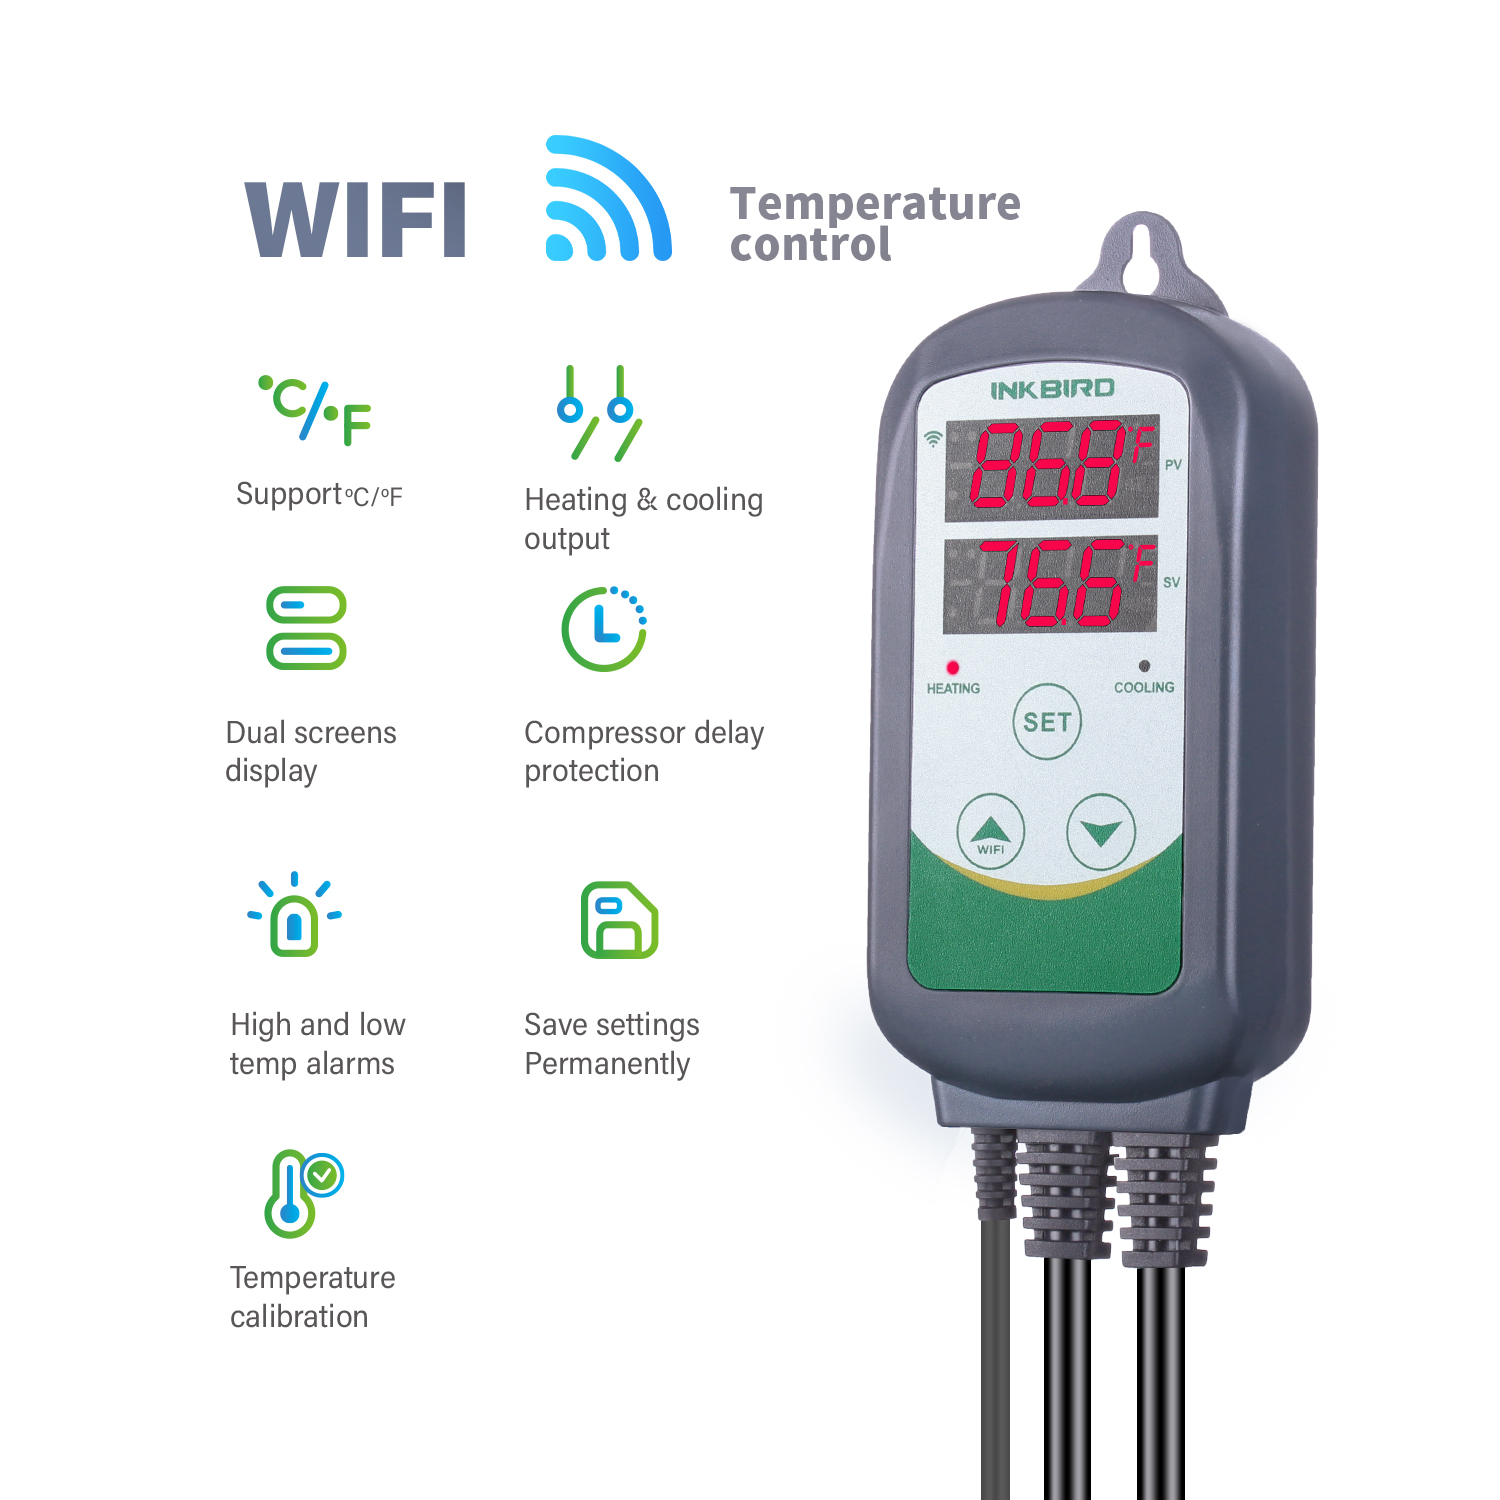 WIFI
Temperature
control
°C/°F
Support°C/°F
Heating & cooling
output
Dual screens
display
Compressor delay
protection
High and low
temp alarms
Save settings
Permanently
Temperature
calibration
INKBIRD
86.8°F
PV
76.6°F
SV
HEATING
COOLING
SET
WIFI